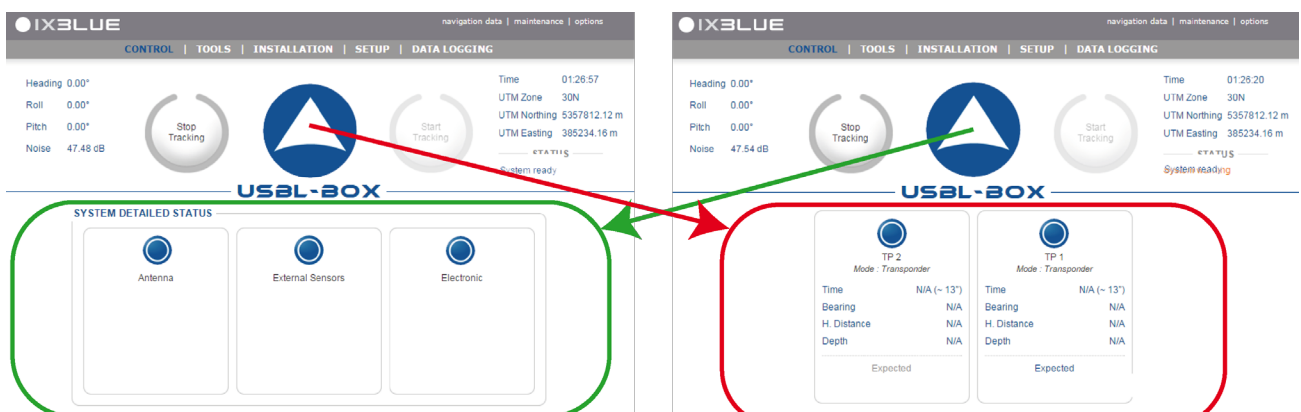 IXBLUE
navigation data | maintenance | options
CONTROL | TOOLS | INSTALLATION | SETUP | DATA LOGGING
Heading 0.00°
Roll 0.00°
Pitch 0.00°
Noise 47.48 dB
Stop
Tracking
Start
Tracking
Time 01:26:57
UTM Zone 30N
UTM Northing 5357812.12 m
UTM Easting 385234.16 m
STATUS
System ready
USBL-BOX
SYSTEM DETAILED STATUS
Antenna
External Sensors
Electronic
IXBLUE
navigation data | maintenance | options
CONTROL | TOOLS | INSTALLATION | SETUP | DATA LOGGING
Heading 0.00°
Roll 0.00°
Pitch 0.00°
Noise 47.54 dB
Stop
Tracking
Start
Tracking
Time 01:26:20
UTM Zone 30N
UTM Northing 5357812.12 m
UTM Easting 385234.16 m
STATUS
System ready
USBL-BOX
TP 2
Mode : Transponder
Time N/A (~ 13")
Bearing N/A
H. Distance N/A
Depth N/A
Expected
TP 1
Mode : Transponder
Time N/A (~ 13")
Bearing N/A
H. Distance N/A
Depth N/A
Expected